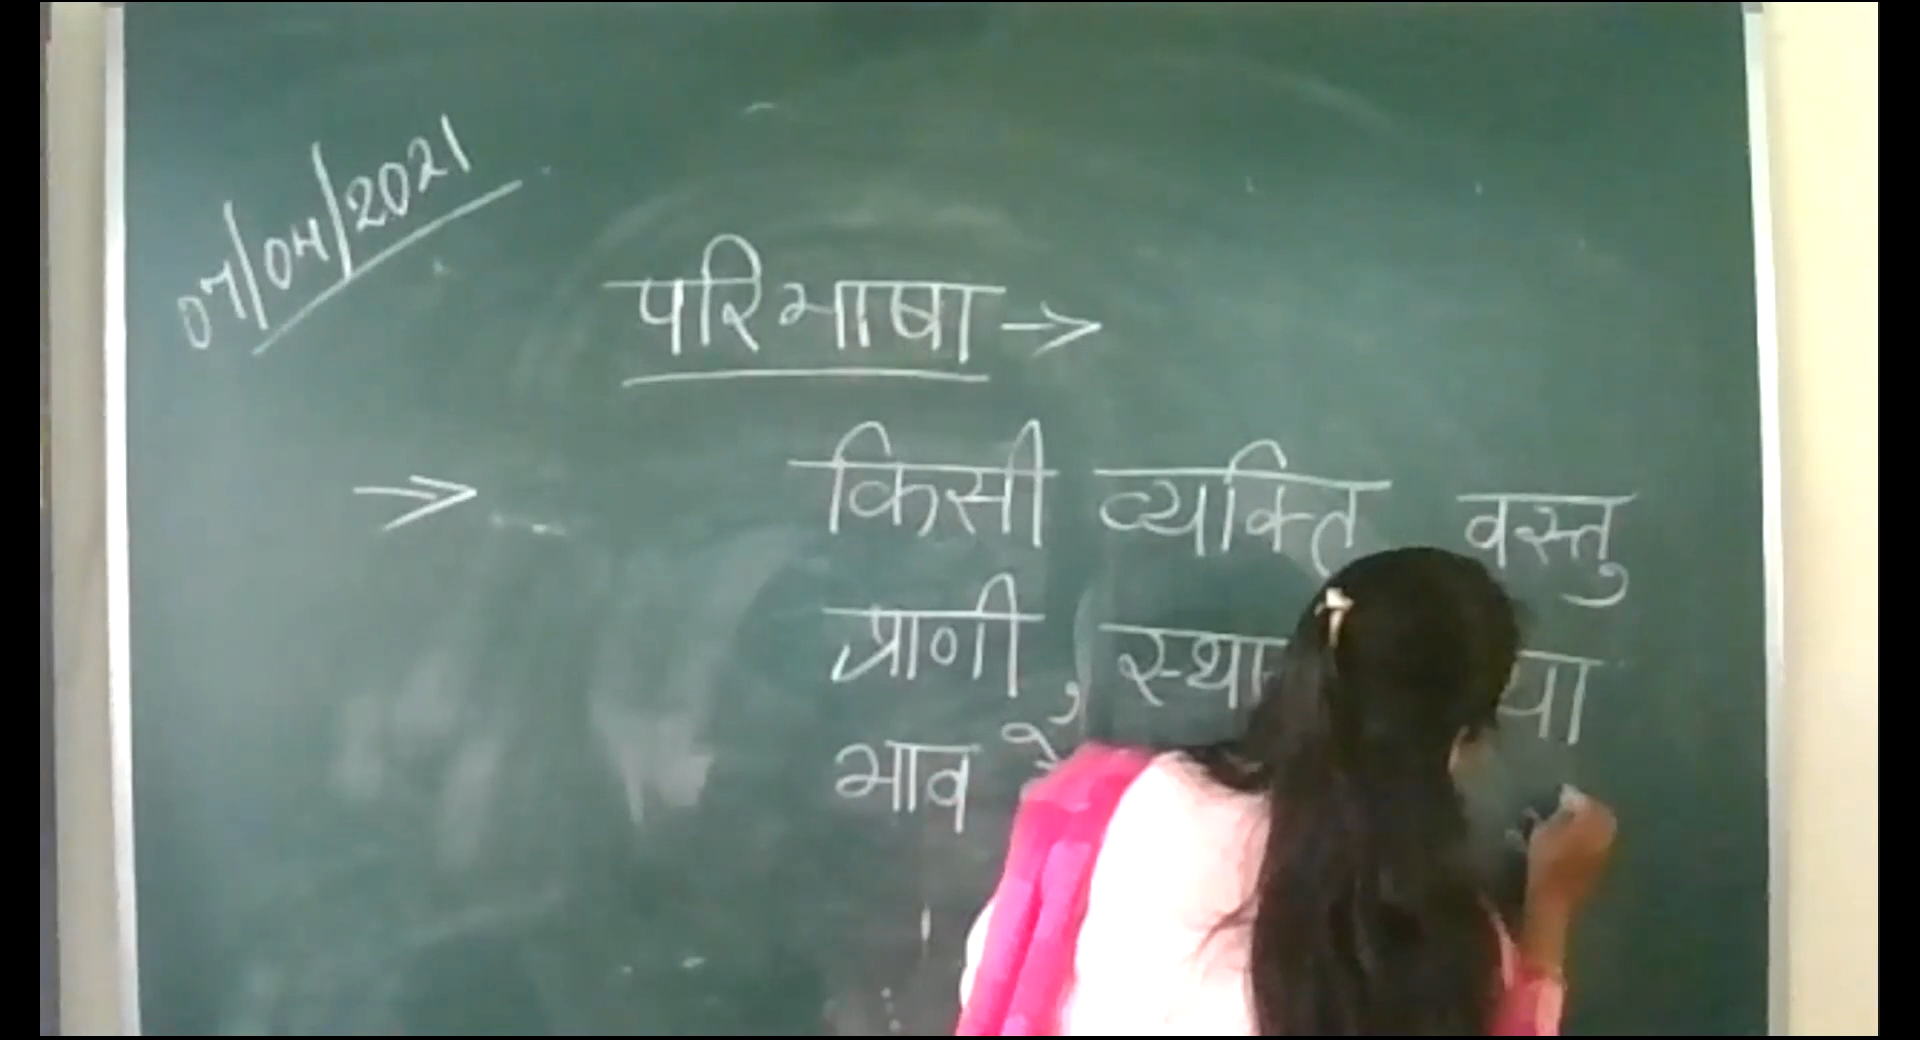 07/04/2021
परिभाषा →
→ किसी व्यक्ति वस्तु
प्राणी, या
भाव